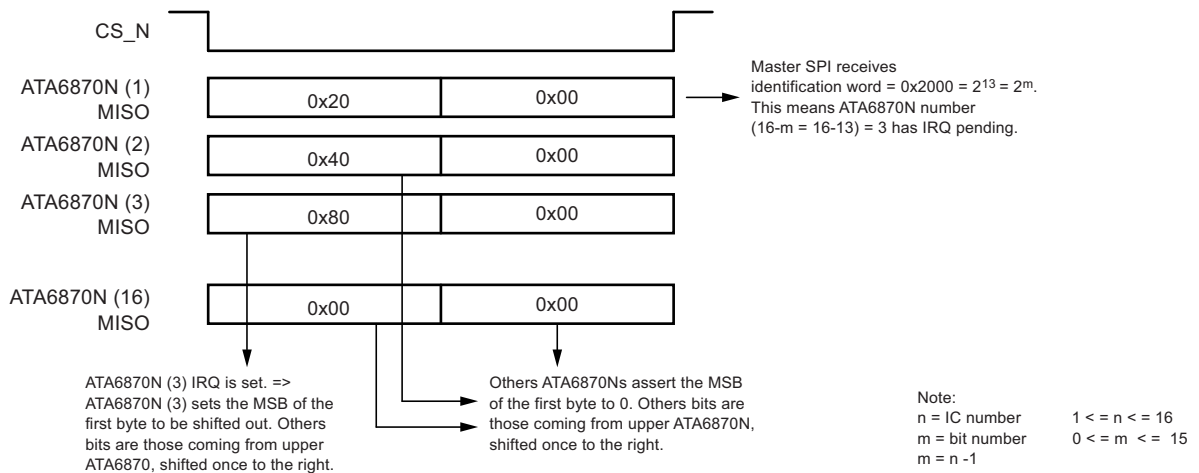 CS_N
ATA6870N (1)
MISO
0x20
0x00
Master SPI receives
identification word = 0x2000 = 2¹³ = 2ᵐ.
This means ATA6870N number
(16-m = 16-13) = 3 has IRQ pending.
ATA6870N (2)
MISO
0x40
0x00
ATA6870N (3)
MISO
0x80
0x00
ATA6870N (16)
MISO
0x00
0x00
ATA6870N (3) IRQ is set. =>
ATA6870N (3) sets the MSB of the
first byte to be shifted out. Others
bits are those coming from upper
ATA6870, shifted once to the right.
Others ATA6870Ns assert the MSB
of the first byte to 0. Others bits are
those coming from upper ATA6870N,
shifted once to the right.
Note:
n = IC number 1 < = n < = 16
m = bit number 0 < = m < = 15
m = n -1